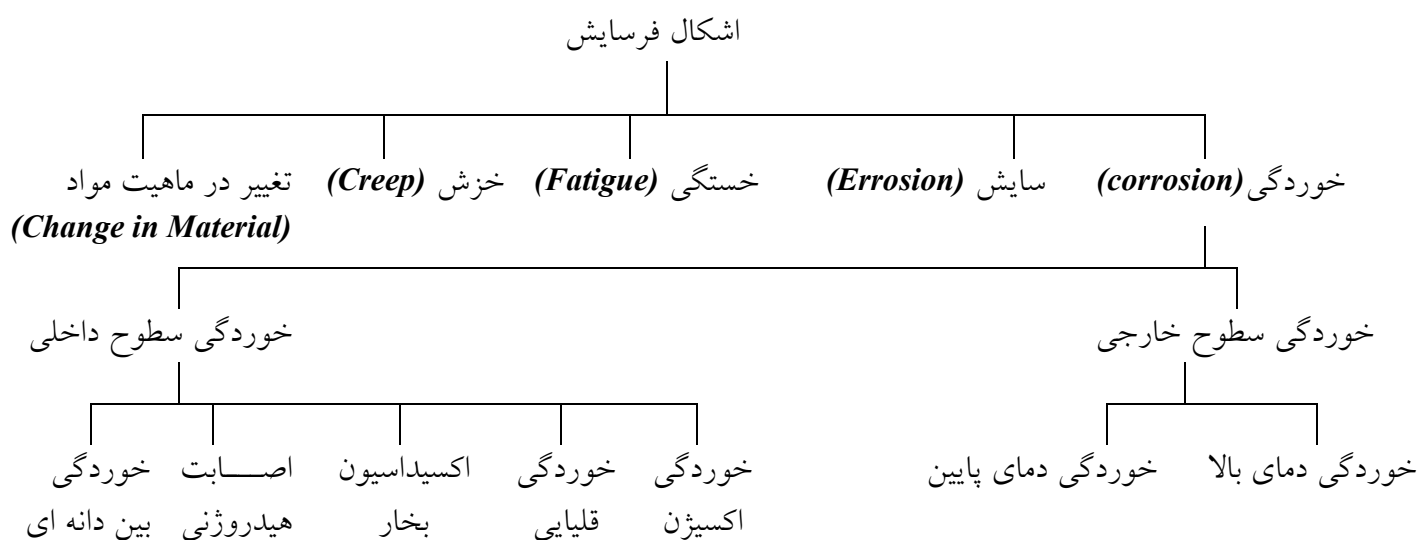 اشکال فرسایش
خوردگی(corrosion) سایش (Errosion) خستگی (Fatigue) خزش (Creep) تغییر در ماهیت مواد
(Change in Material)
خوردگی سطوح خارجی خوردگی سطوح داخلی
خوردگی دمای بالا خوردگی دمای پایین خوردگی خوردگی اکسیداسیون اصـــابت خوردگی
اکسیژن قلیایی بخار هیدروژنی بین دانه ای